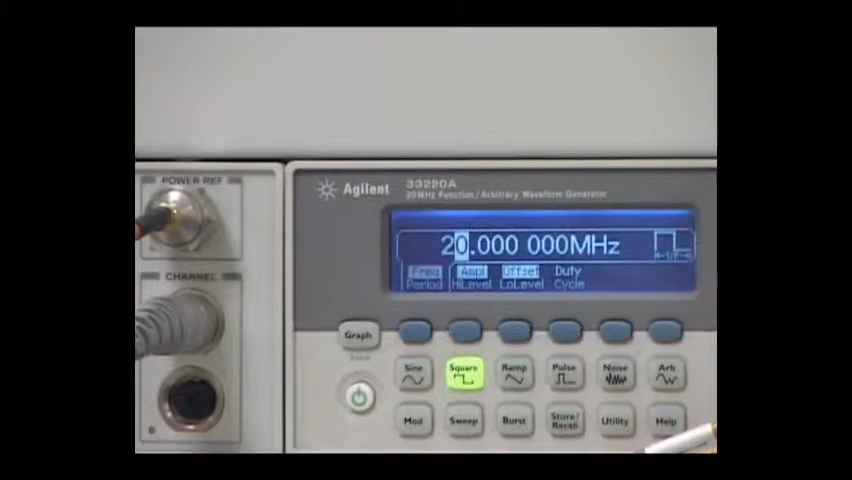 POWER REF
CHANNEL
B
Agilent
33220A
20MHz Function/Arbitrary Waveform Generator
20.000 000MHz
Freq Ampl Offset Duty
Period HiLevel LoLevel Cycle
Graph
Sine Square Ramp Pulse Noise Arb
Mod Sweep Burst Store/ Recall Utility Help